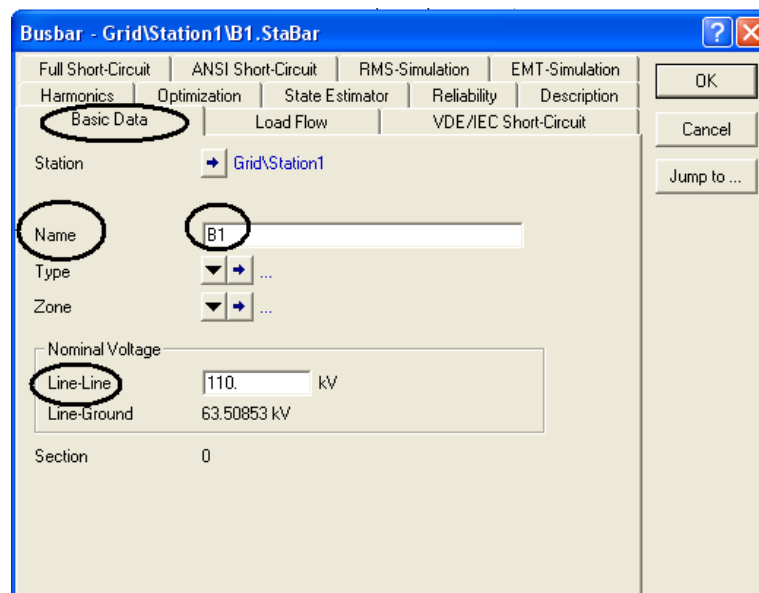 Busbar - Grid\Station1\B1.StaBar
Full Short-Circuit ANSI Short-Circuit RMS-Simulation EMT-Simulation
OK
Harmonics Optimization State Estimator Reliability Description
Basic Data Load Flow VDE/IEC Short-Circuit
Cancel
Station Grid\Station1
Jump to ...
Name B1
Type ...
Zone ...
Nominal Voltage
Line-Line 110. kV
Line-Ground 63.50853 kV
Section 0